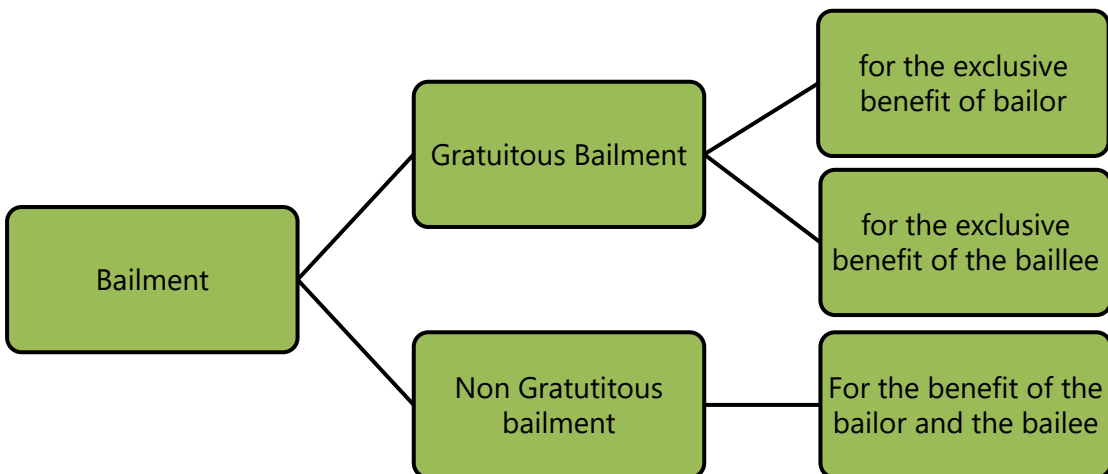 Bailment
Gratuitous Bailment
for the exclusive
benefit of bailor
for the exclusive
benefit of the baillee
Non Gratutitous
bailment
For the benefit of the
bailor and the bailee